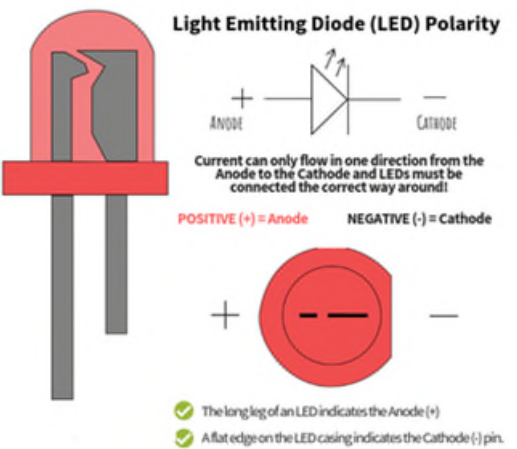 Light Emitting Diode (LED) Polarity
+ −
ANODE CATHODE
Current can only flow in one direction from the
Anode to the Cathode and LEDs must be
connected the correct way around!
POSITIVE (+) = Anode NEGATIVE (-) = Cathode
+ −
The long leg of an LED indicates the Anode (+)
A flat edge on the LED casing indicates the Cathode (-) pin.